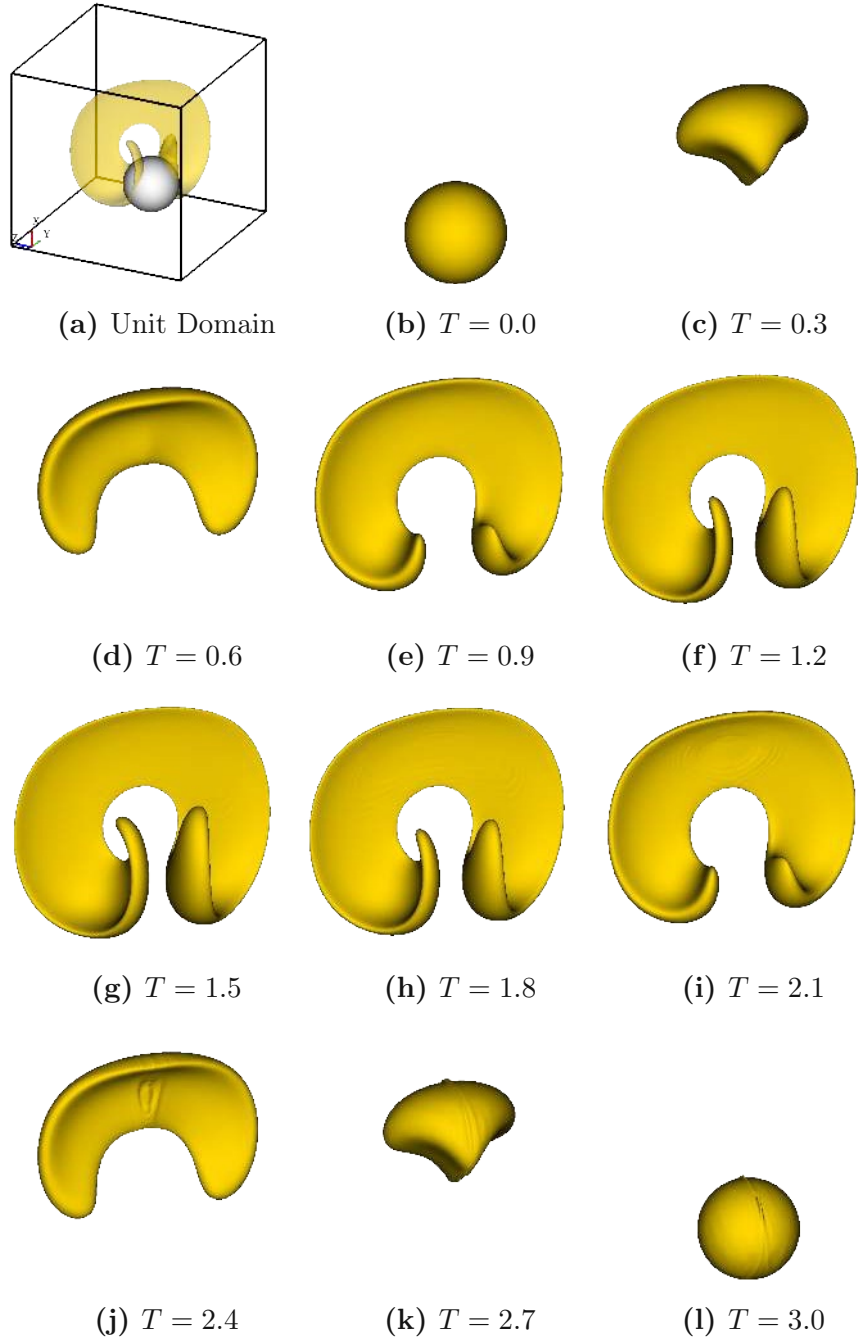 X
Z
Y
(a) Unit Domain
(b) T = 0.0
(c) T = 0.3
(d) T = 0.6
(e) T = 0.9
(f) T = 1.2
(g) T = 1.5
(h) T = 1.8
(i) T = 2.1
(j) T = 2.4
(k) T = 2.7
(l) T = 3.0